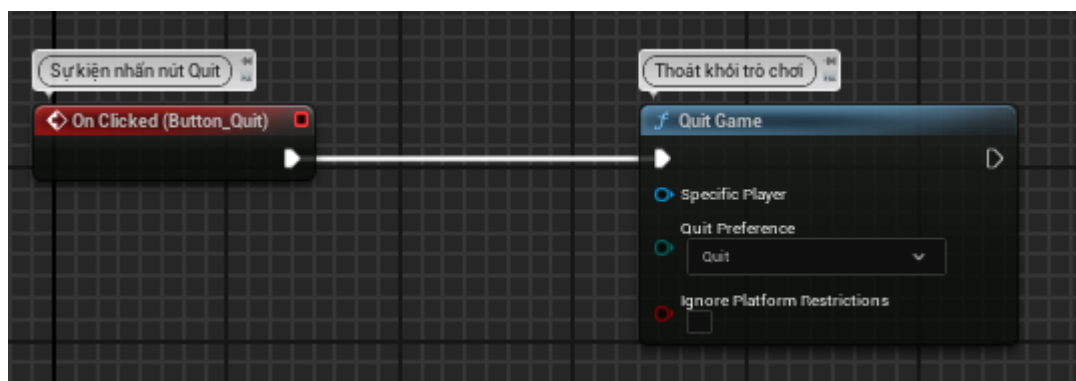 Sự kiện nhấn nút Quit
Thoát khỏi trò chơi
On Clicked (Button_Quit)
f Quit Game
Specific Player
Quit Preference
Quit
Ignore Platform Restrictions